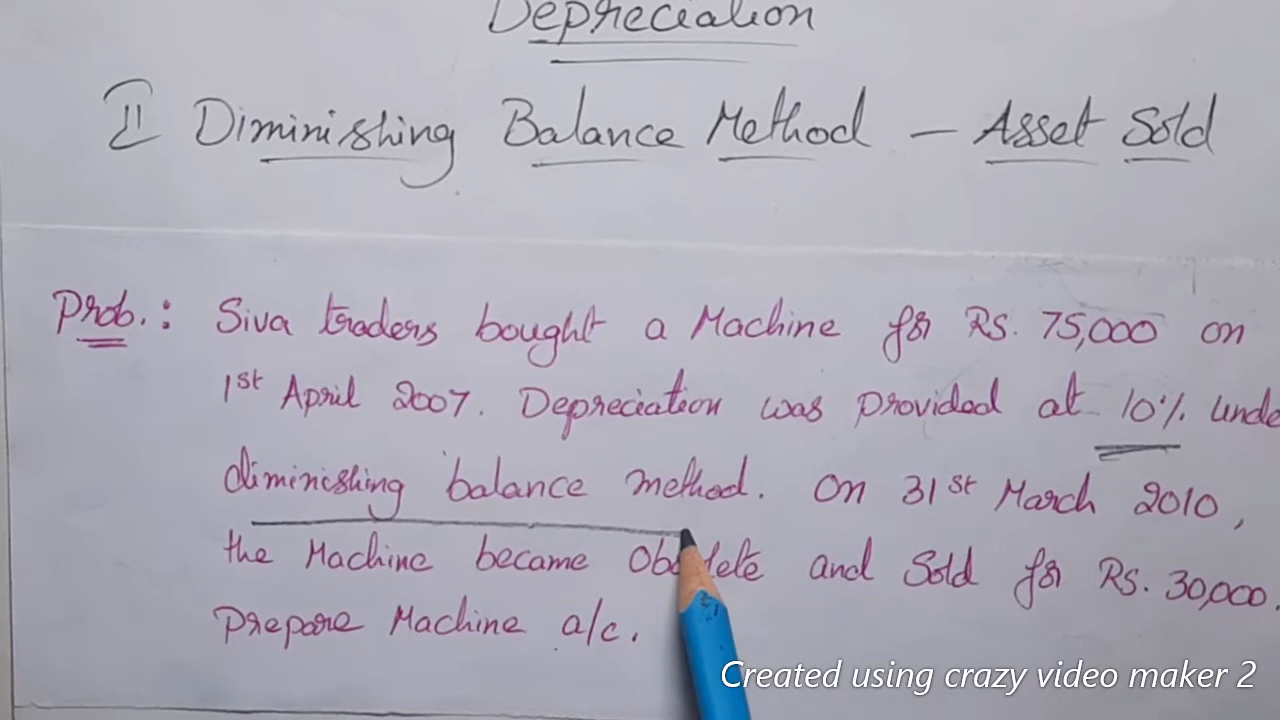 Depreciation
II Diminishing Balance Method – Asset Sold
Prob.: Siva traders bought a Machine for Rs. 75,000 on
1st April 2007. Depreciation was provided at 10% unde
diminishing balance method. On 31st March 2010,
the Machine became Obsolete and Sold for Rs. 30,000.
Prepare Machine a/c.
Created using crazy video maker 2